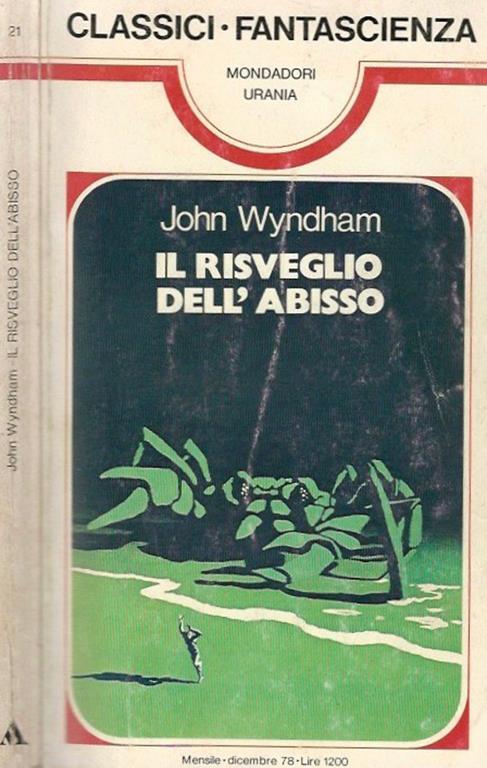 21
CLASSICI • FANTASCIENZA
MONDADORI
URANIA
John Wyndham
IL RISVEGLIO
DELL'ABISSO
John Wyndham - IL RISVEGLIO DELL'ABISSO
Mensile • dicembre 78 • Lire 1200